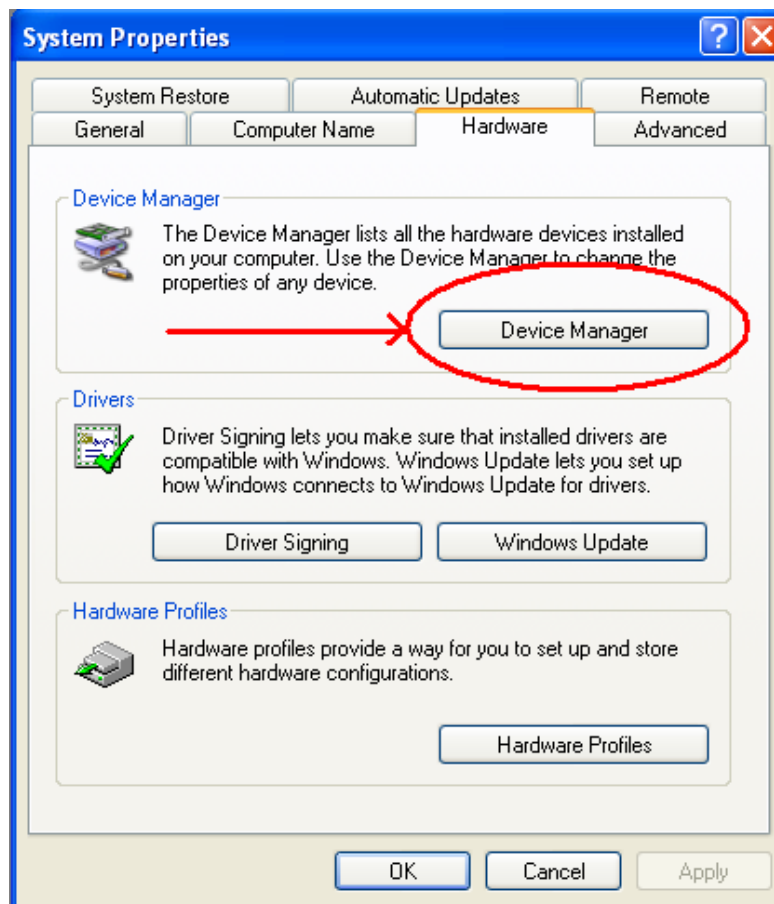 System Properties
System Restore
Automatic Updates
Remote
General
Computer Name
Hardware
Advanced
Device Manager
The Device Manager lists all the hardware devices installed
on your computer. Use the Device Manager to change the
properties of any device.
Device Manager
Drivers
Driver Signing lets you make sure that installed drivers are
compatible with Windows. Windows Update lets you set up
how Windows connects to Windows Update for drivers.
Driver Signing
Windows Update
Hardware Profiles
Hardware profiles provide a way for you to set up and store
different hardware configurations.
Hardware Profiles
OK
Cancel
Apply